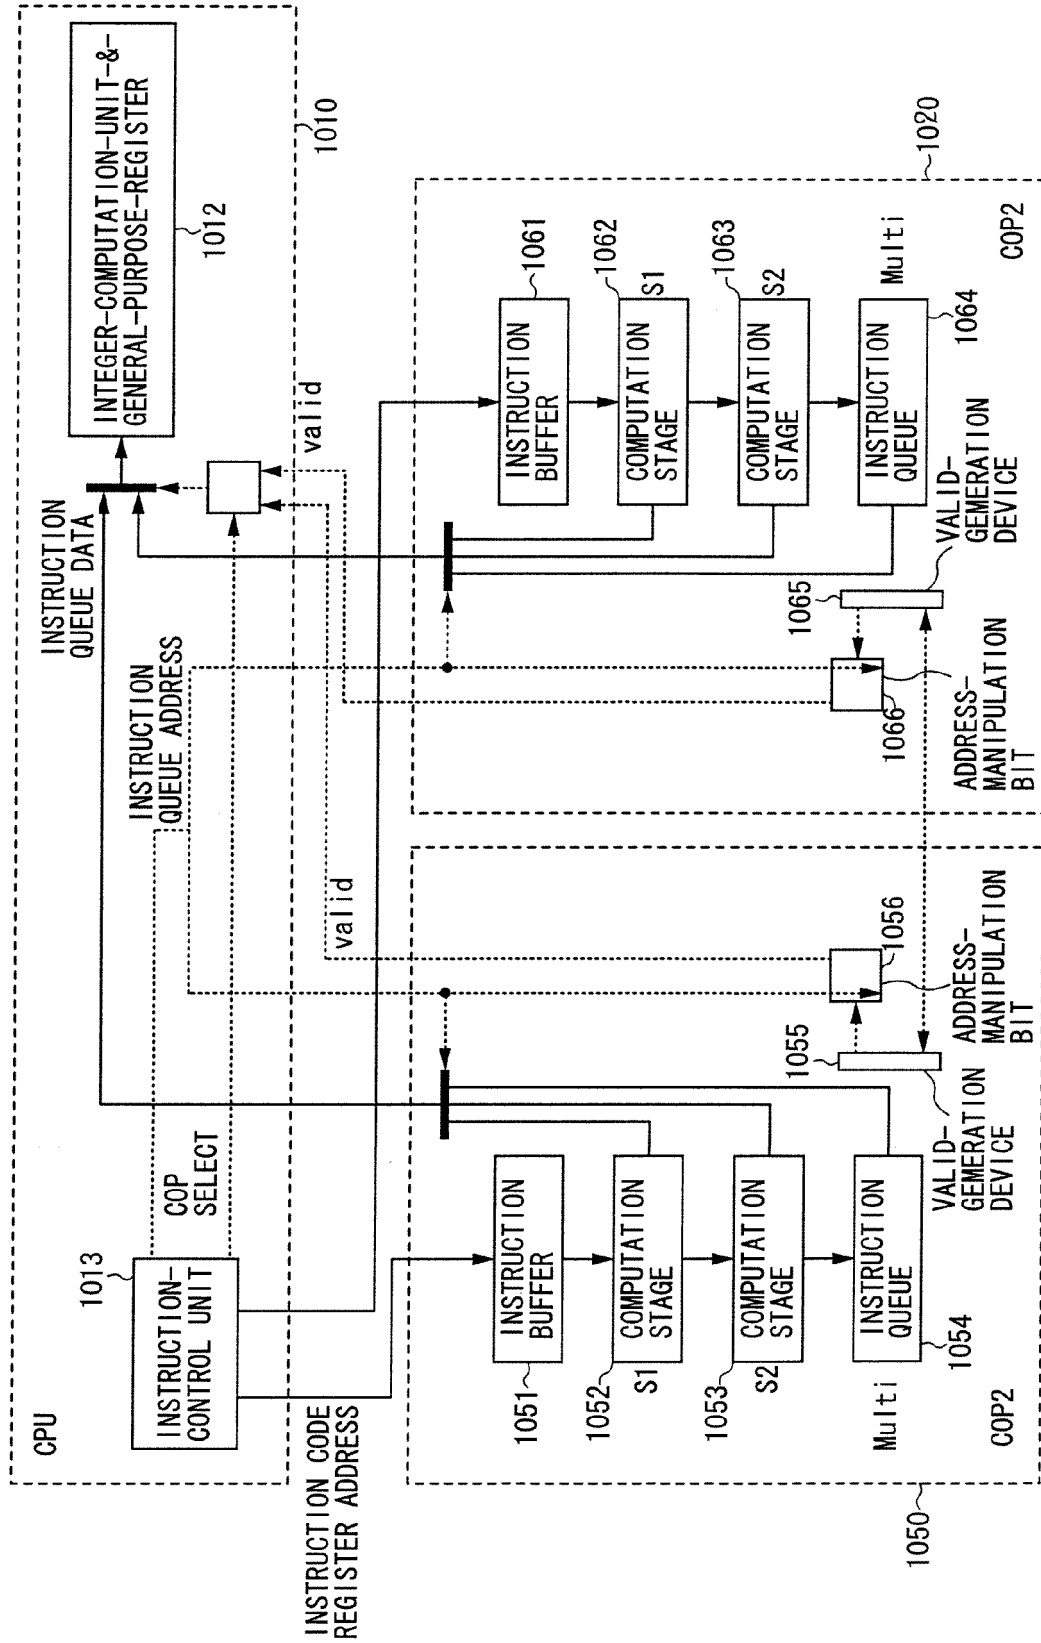 CPU
1013
INSTRUCTION-
CONTROL UNIT
COP
SELECT
INSTRUCTION
QUEUE ADDRESS
INSTRUCTION
QUEUE DATA
INTEGER-COMPUTATION-UNIT-&-
GENERAL-PURPOSE-REGISTER
1012
1010
valid
valid
INSTRUCTION CODE
REGISTER ADDRESS
1051
INSTRUCTION
BUFFER
1052
S1
COMPUTATION
STAGE
1053
S2
COMPUTATION
STAGE
Multi
INSTRUCTION
QUEUE
1054
COP2
1050
1055
VALID-
GEMERATION
DEVICE
1056
ADDRESS-
MANIPULATION
BIT
1020
INSTRUCTION
BUFFER
1061
COMPUTATION
STAGE
1062
S1
COMPUTATION
STAGE
1063
S2
INSTRUCTION
QUEUE
Multi
1064
COP2
1065
VALID-
GEMERATION
DEVICE
1066
ADDRESS-
MANIPULATION
BIT